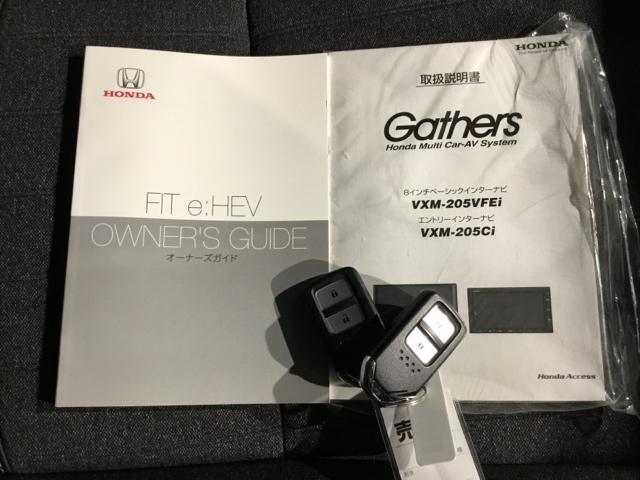 HONDA
FIT e:HEV
OWNER'S GUIDE
オーナーズガイド
HONDA
取扱説明書
Gathers
Honda Multi Car-AV System
8インチベーシックインターナビ
VXM-205VFEi
エントリーインターナビ
VXM-205Ci
Honda Access
売
様